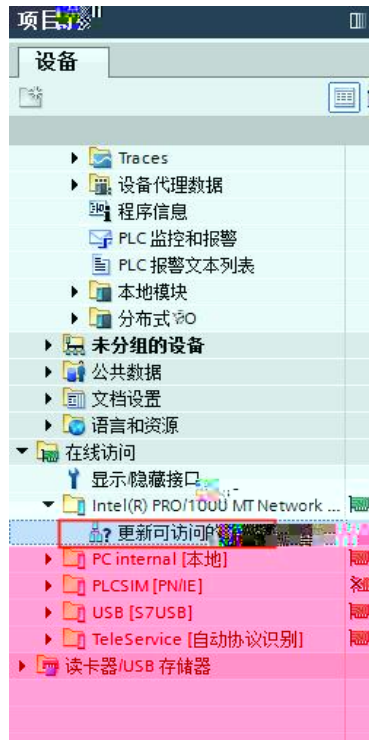 项目
设备
Traces
设备代理数据
程序信息
PLC 监控和报警
PLC 报警文本列表
本地模块
分布式
未分组的设备
公共数据
文档设置
语言和资源
在线访问
显示/隐藏接口
Intel(R) PRO/1000 MT Network ...
更新可访问的
PC internal [本地]
PLCSIM [PN/IE]
USB [S7USB]
TeleService [自动协议识别]
读卡器/USB 存储器